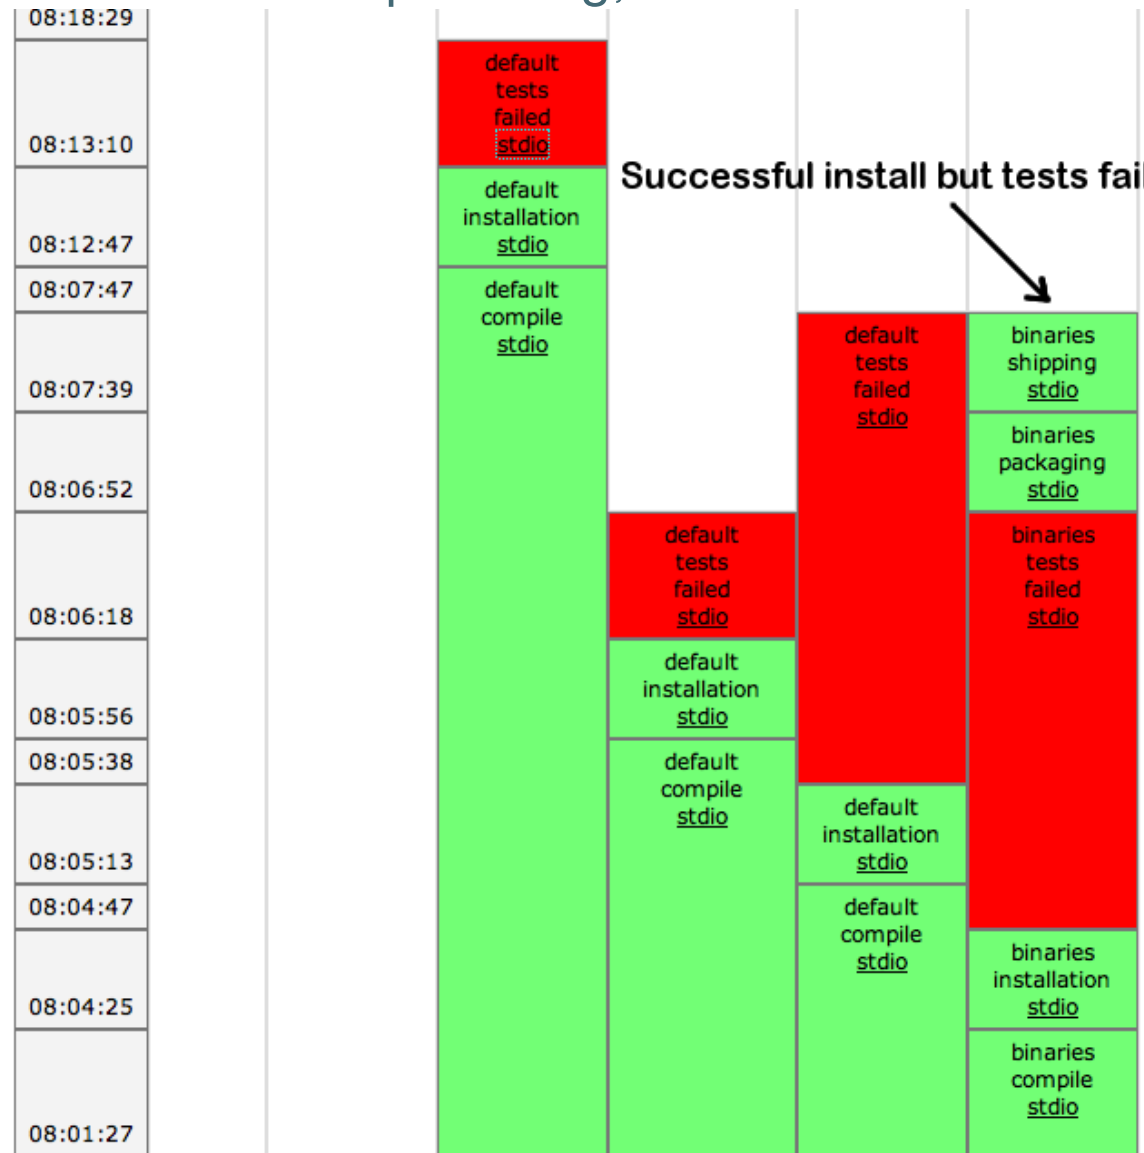 08:18:29
08:13:10
08:12:47
08:07:47
08:07:39
08:06:52
08:06:18
08:05:56
08:05:38
08:05:13
08:04:47
08:04:25
08:01:27
default
tests
failed
stdio
default
installation
stdio
default
compile
stdio
Successful install but tests fai
default
tests
failed
stdio
default
installation
stdio
default
compile
stdio
default
tests
failed
stdio
default
installation
stdio
default
compile
stdio
binaries
shipping
stdio
binaries
packaging
stdio
binaries
tests
failed
stdio
binaries
installation
stdio
binaries
compile
stdio